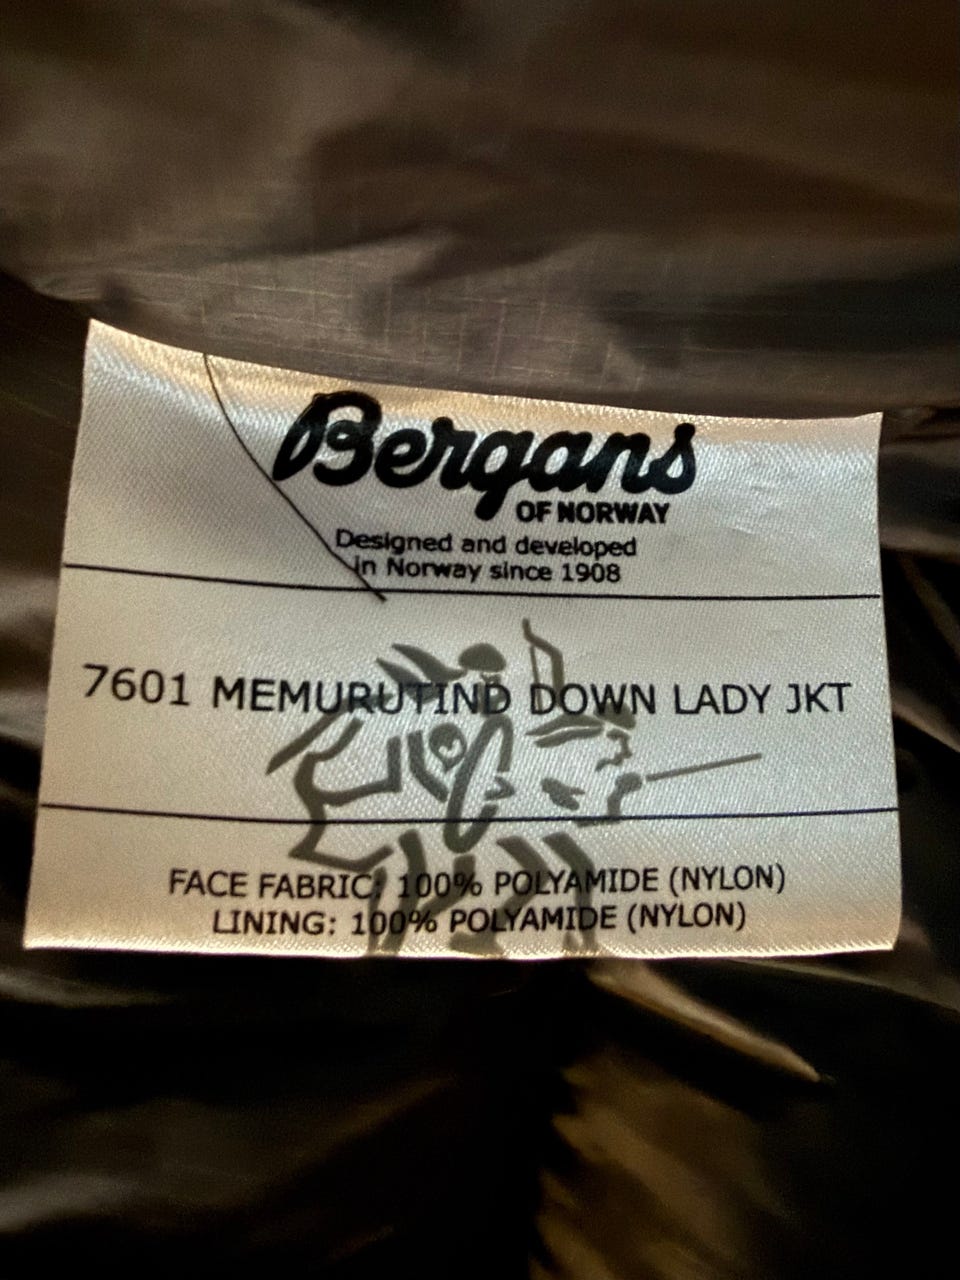 Bergans
OF NORWAY
Designed and developed
in Norway since 1908
7601 MEMURUTIND DOWN LADY JKT
FACE FABRIC: 100% POLYAMIDE (NYLON)
LINING: 100% POLYAMIDE (NYLON)